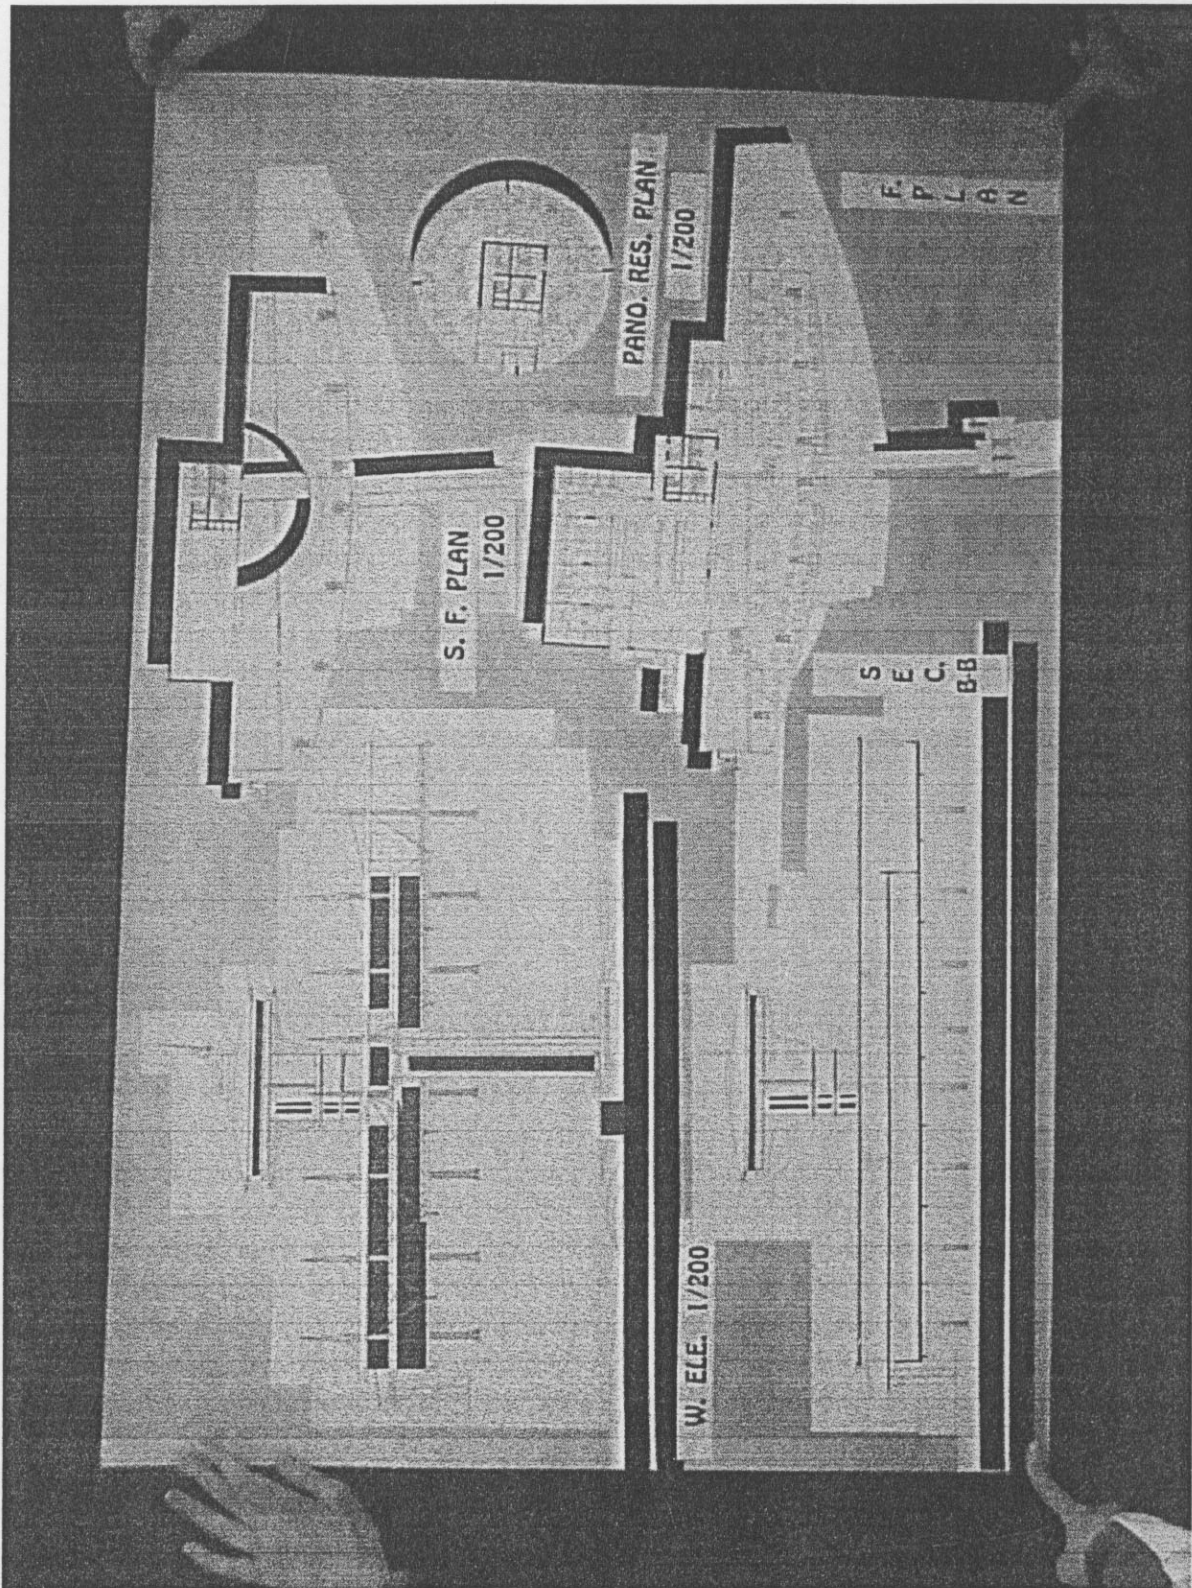 S. F. PLAN
1/200
PANO. RES. PLAN
1/200
F.
P
L
A
N
W. ELE. 1/200
S
E
C.
B-B